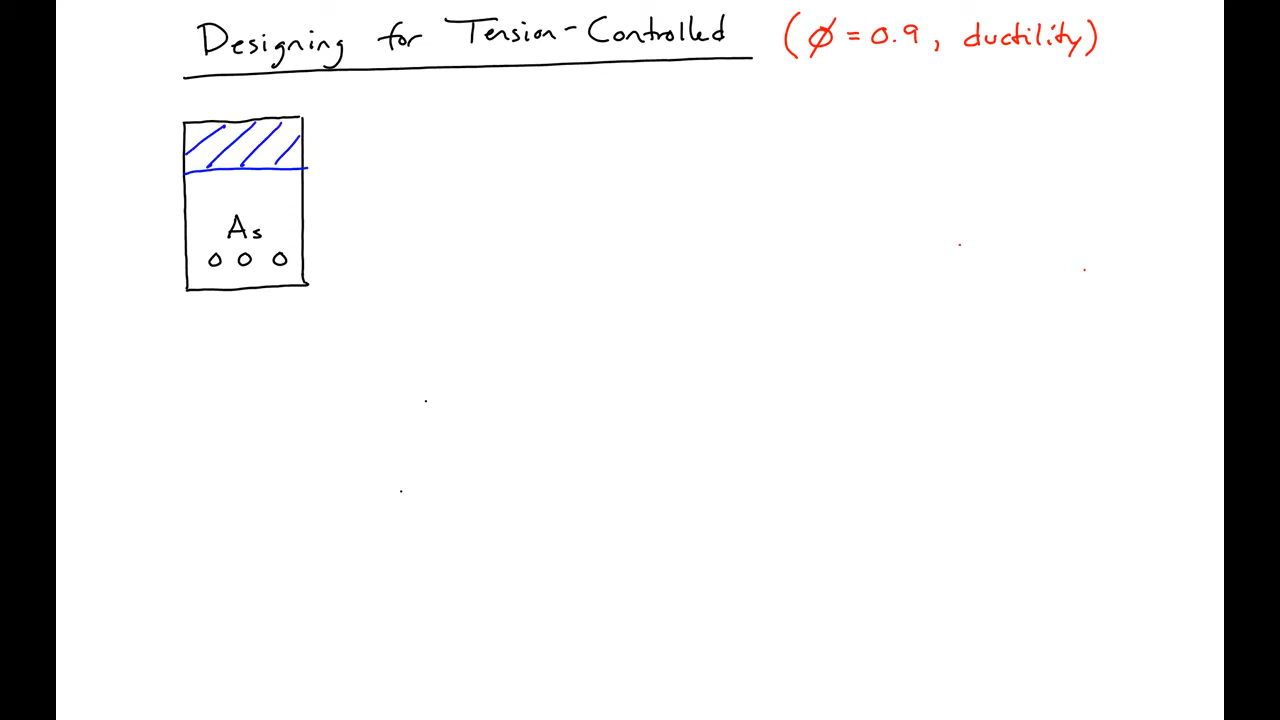 Designing for Tension-Controlled (ϕ = 0.9, ductility)
As